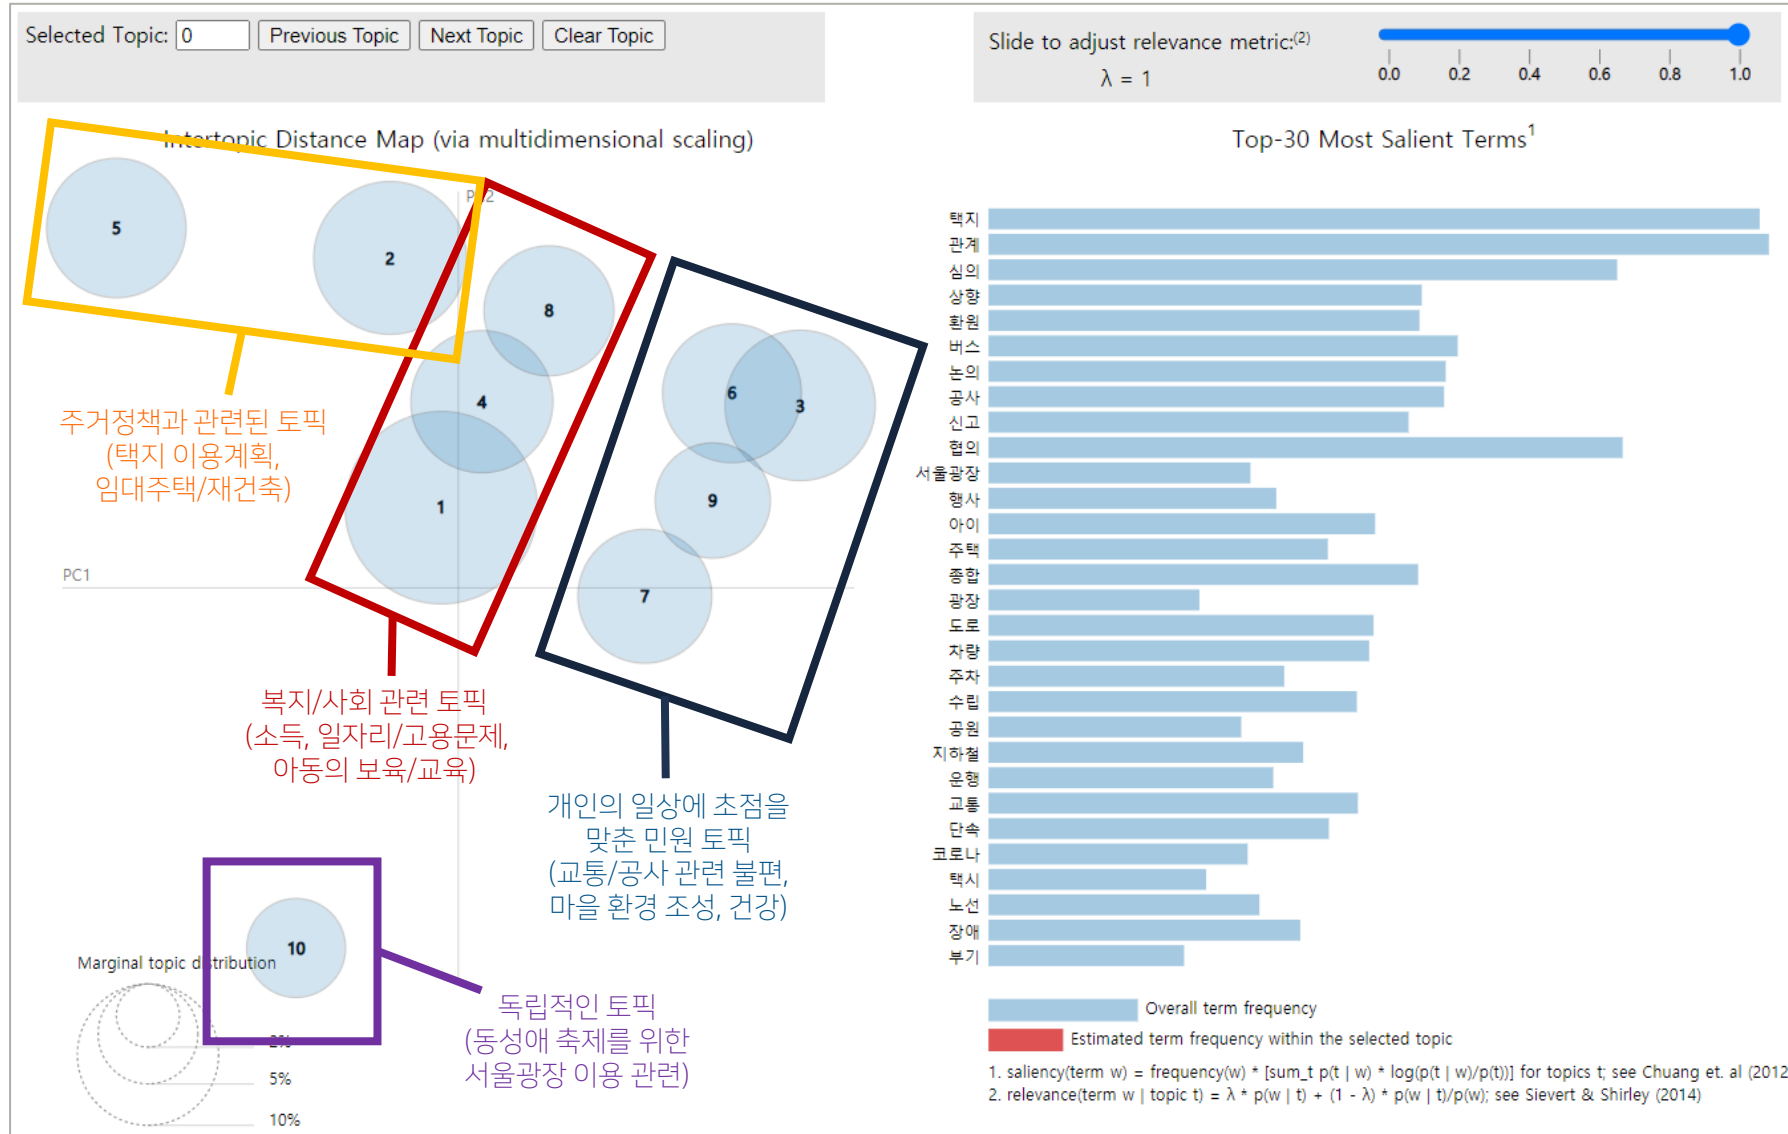 Selected Topic: 0 Previous Topic Next Topic Clear Topic
Slide to adjust relevance metric:(2)
λ = 1
0.0 0.2 0.4 0.6 0.8 1.0
Intertopic Distance Map (via multidimensional scaling)
PC2
5
2
8
6
3
4
9
1
PC1
7
10
주거정책과 관련된 토픽
(택지 이용계획,
임대주택/재건축)
복지/사회 관련 토픽
(소득, 일자리/고용문제,
아동의 보육/교육)
개인의 일상에 초점을
맞춘 민원 토픽
(교통/공사 관련 불편,
마을 환경 조성, 건강)
독립적인 토픽
(동성애 축제를 위한
서울광장 이용 관련)
Marginal topic distribution
2%
5%
10%
Top-30 Most Salient Terms1
택지
관계
심의
상향
환원
버스
논의
공사
신고
협의
서울광장
행사
아이
주택
종합
광장
도로
차량
주차
수립
공원
지하철
운행
교통
단속
코로나
택시
노선
장애
부기
Overall term frequency
Estimated term frequency within the selected topic
1. saliency(term w) = frequency(w) * [sum_t p(t | w) * log(p(t | w)/p(t))] for topics t; see Chuang et. al (2012
2. relevance(term w | topic t) = λ * p(w | t) + (1 - λ) * p(w | t)/p(w); see Sievert & Shirley (2014)